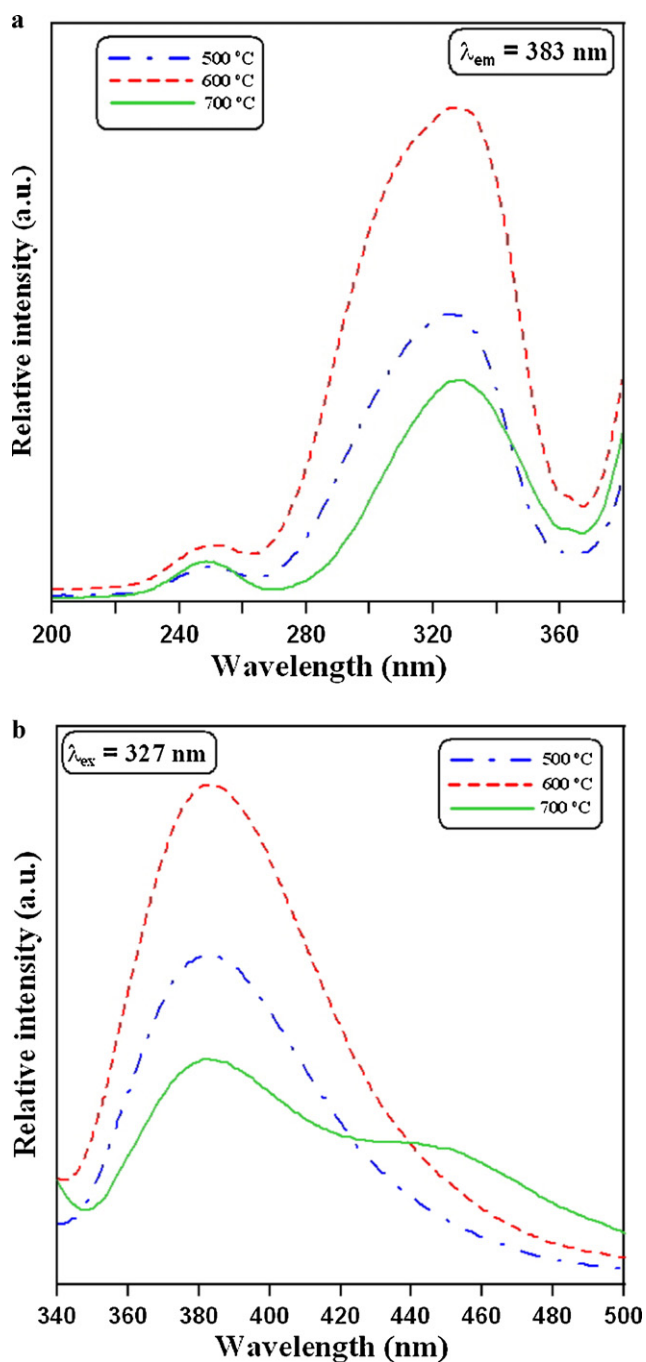 a
500 °C
600 °C
700 °C
λem = 383 nm
Relative intensity (a.u.)
200 240 280 320 360
Wavelength (nm)
b
λex = 327 nm
500 °C
600 °C
700 °C
Relative intensity (a.u.)
340 360 380 400 420 440 460 480 500
Wavelength (nm)